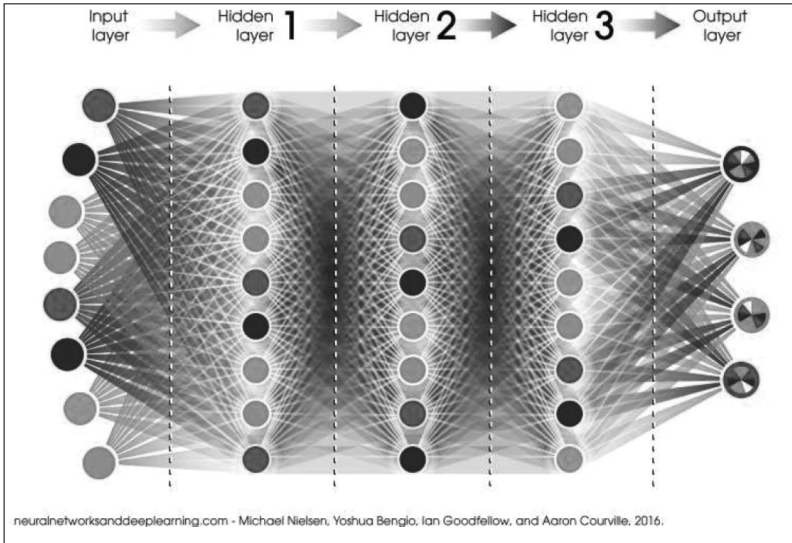 Input layer
Hidden layer 1
Hidden layer 2
Hidden layer 3
Output layer
neuralnetworksanddeeplearning.com - Michael Nielsen, Yoshua Bengio, Ian Goodfellow, and Aaron Courville, 2016.